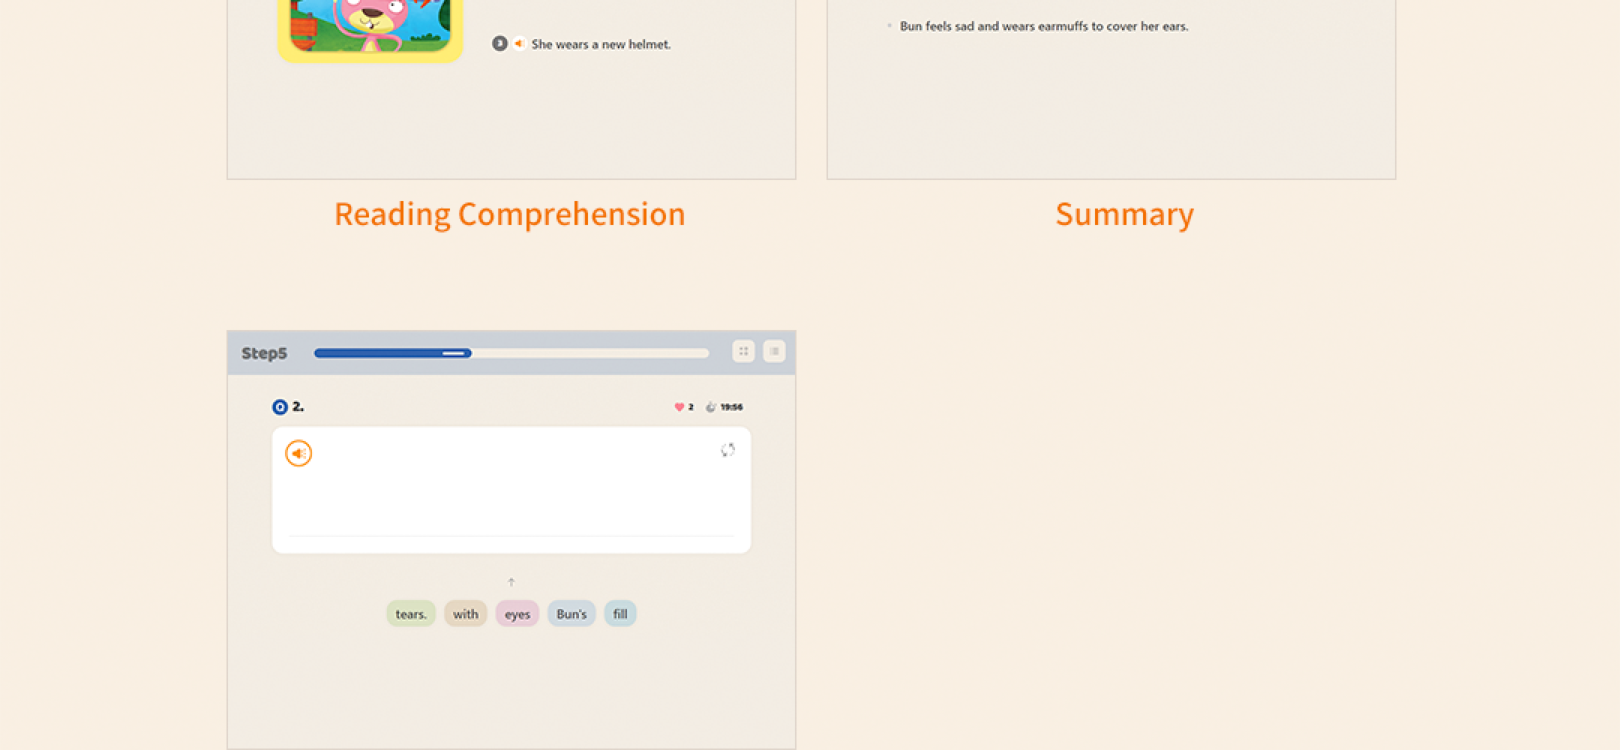 3 She wears a new helmet.
Bun feels sad and wears earmuffs to cover her ears.
Reading Comprehension
Summary
Step5
Q 2.
2 19:56
tears. with eyes Bun's fill